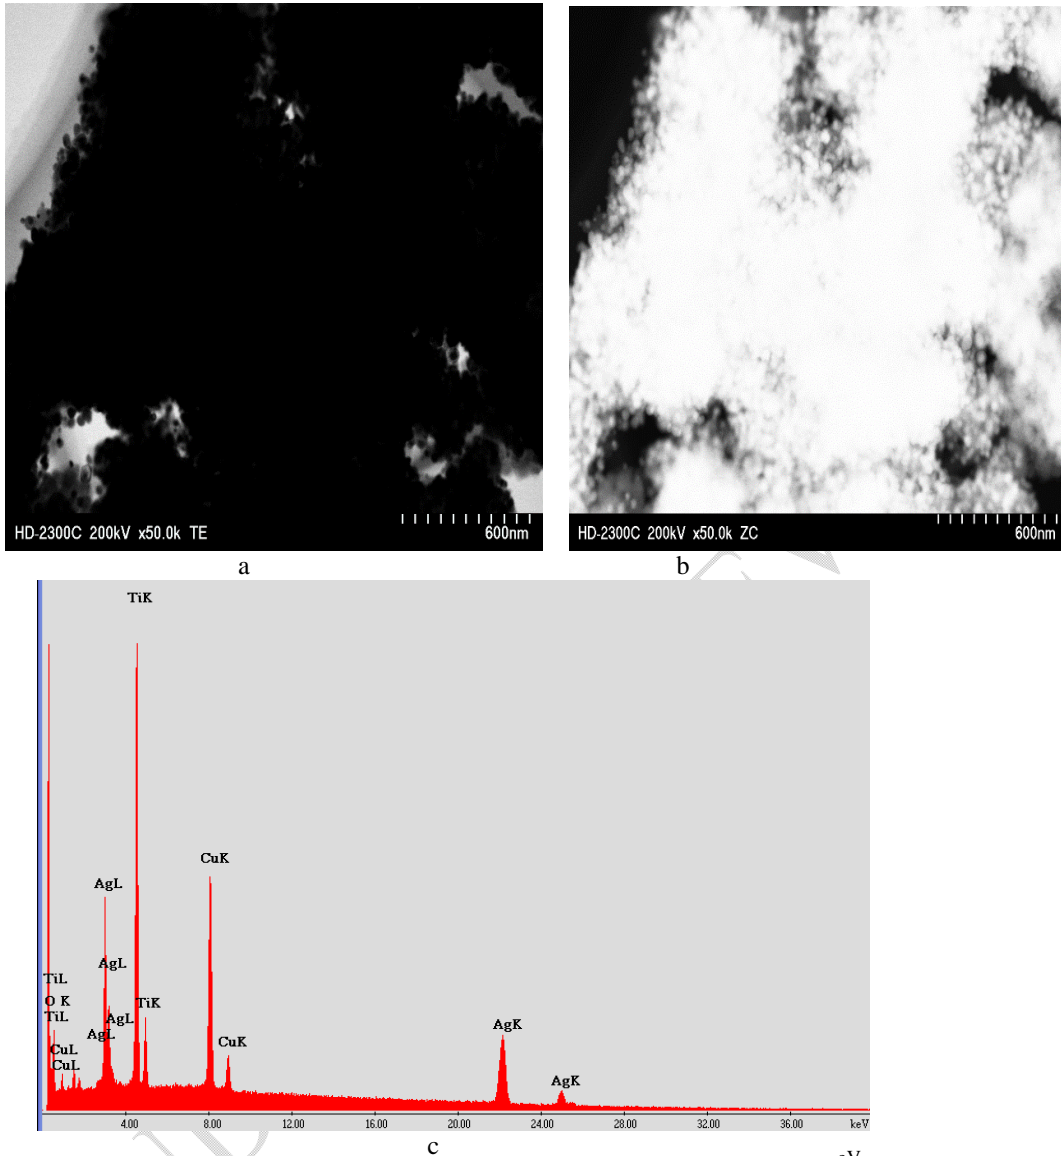 HD-2300C 200kV x50.0k TE 600nm
HD-2300C 200kV x50.0k ZC 600nm
a b
TiK
CuK
AgL
AgL
TiL
O K
TiL
TiK
AgL
AgL
AgK
CuK
CuL
CuL
AgK
4.00 8.00 12.00 16.00 20.00 24.00 28.00 32.00 36.00 keV
c